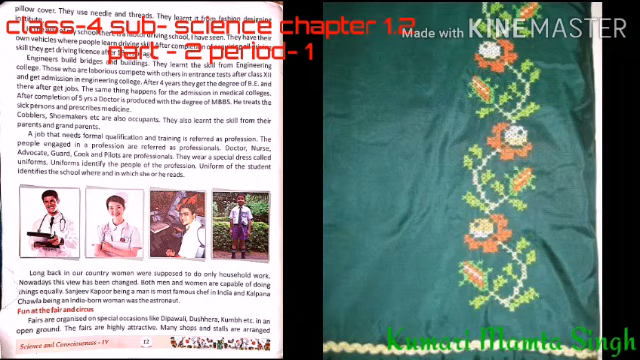 class-4 sub- science chapter 1.2
Part - 2 period- 1
Made with KINEMASTER
pillow cover. They use needle and threads. They learnt it from fashion designing
institute
own vehicles where people learn driving skill. After completion of
skill they get driving licence after
Engineers build bridges and buildings. They learnt the skill from Engineering
college. Those who are laborious compete with others in entrance tests after class XII
and get admission in engineering college. After 4 years they get the degree of B.E. and
there after get jobs. The same thing happens for the admission in medical colleges.
After completion of 5 yrs a Doctor is produced with the degree of MBBS. He treats the
sick persons and prescribes medicine.
Cobblers, Shoemakers etc are also occupants. They also learnt the skill from their
parents and grand parents.
A job that needs formal qualification and training is referred as profession. The
people engaged in a profession are referred as professionals. Doctor, Nurse,
Advocate, Guard, Cook and Pilots are professionals. They wear a special dress called
uniforms. Uniforms identify the people of the profession. Uniform of the student
identifies the school where and in which she or he reads.
Long back in our country women were supposed to do only household work.
Nowadays this view has been changed. Both men and women are capable of doing
things equally. Sanjeev Kapoor being a man is most famous chef in India and Kalpana
Chawla being an India-born woman was the astronaut.
Fun at the fair and circus
Fairs are organised on special occasions like Dipawali, Dushhera, Kumbh etc. in an
open ground. The fairs are highly attractive. Many shops and stalls are arranged
Science and Consciousness - IV
12
Kumari Mamta Singh